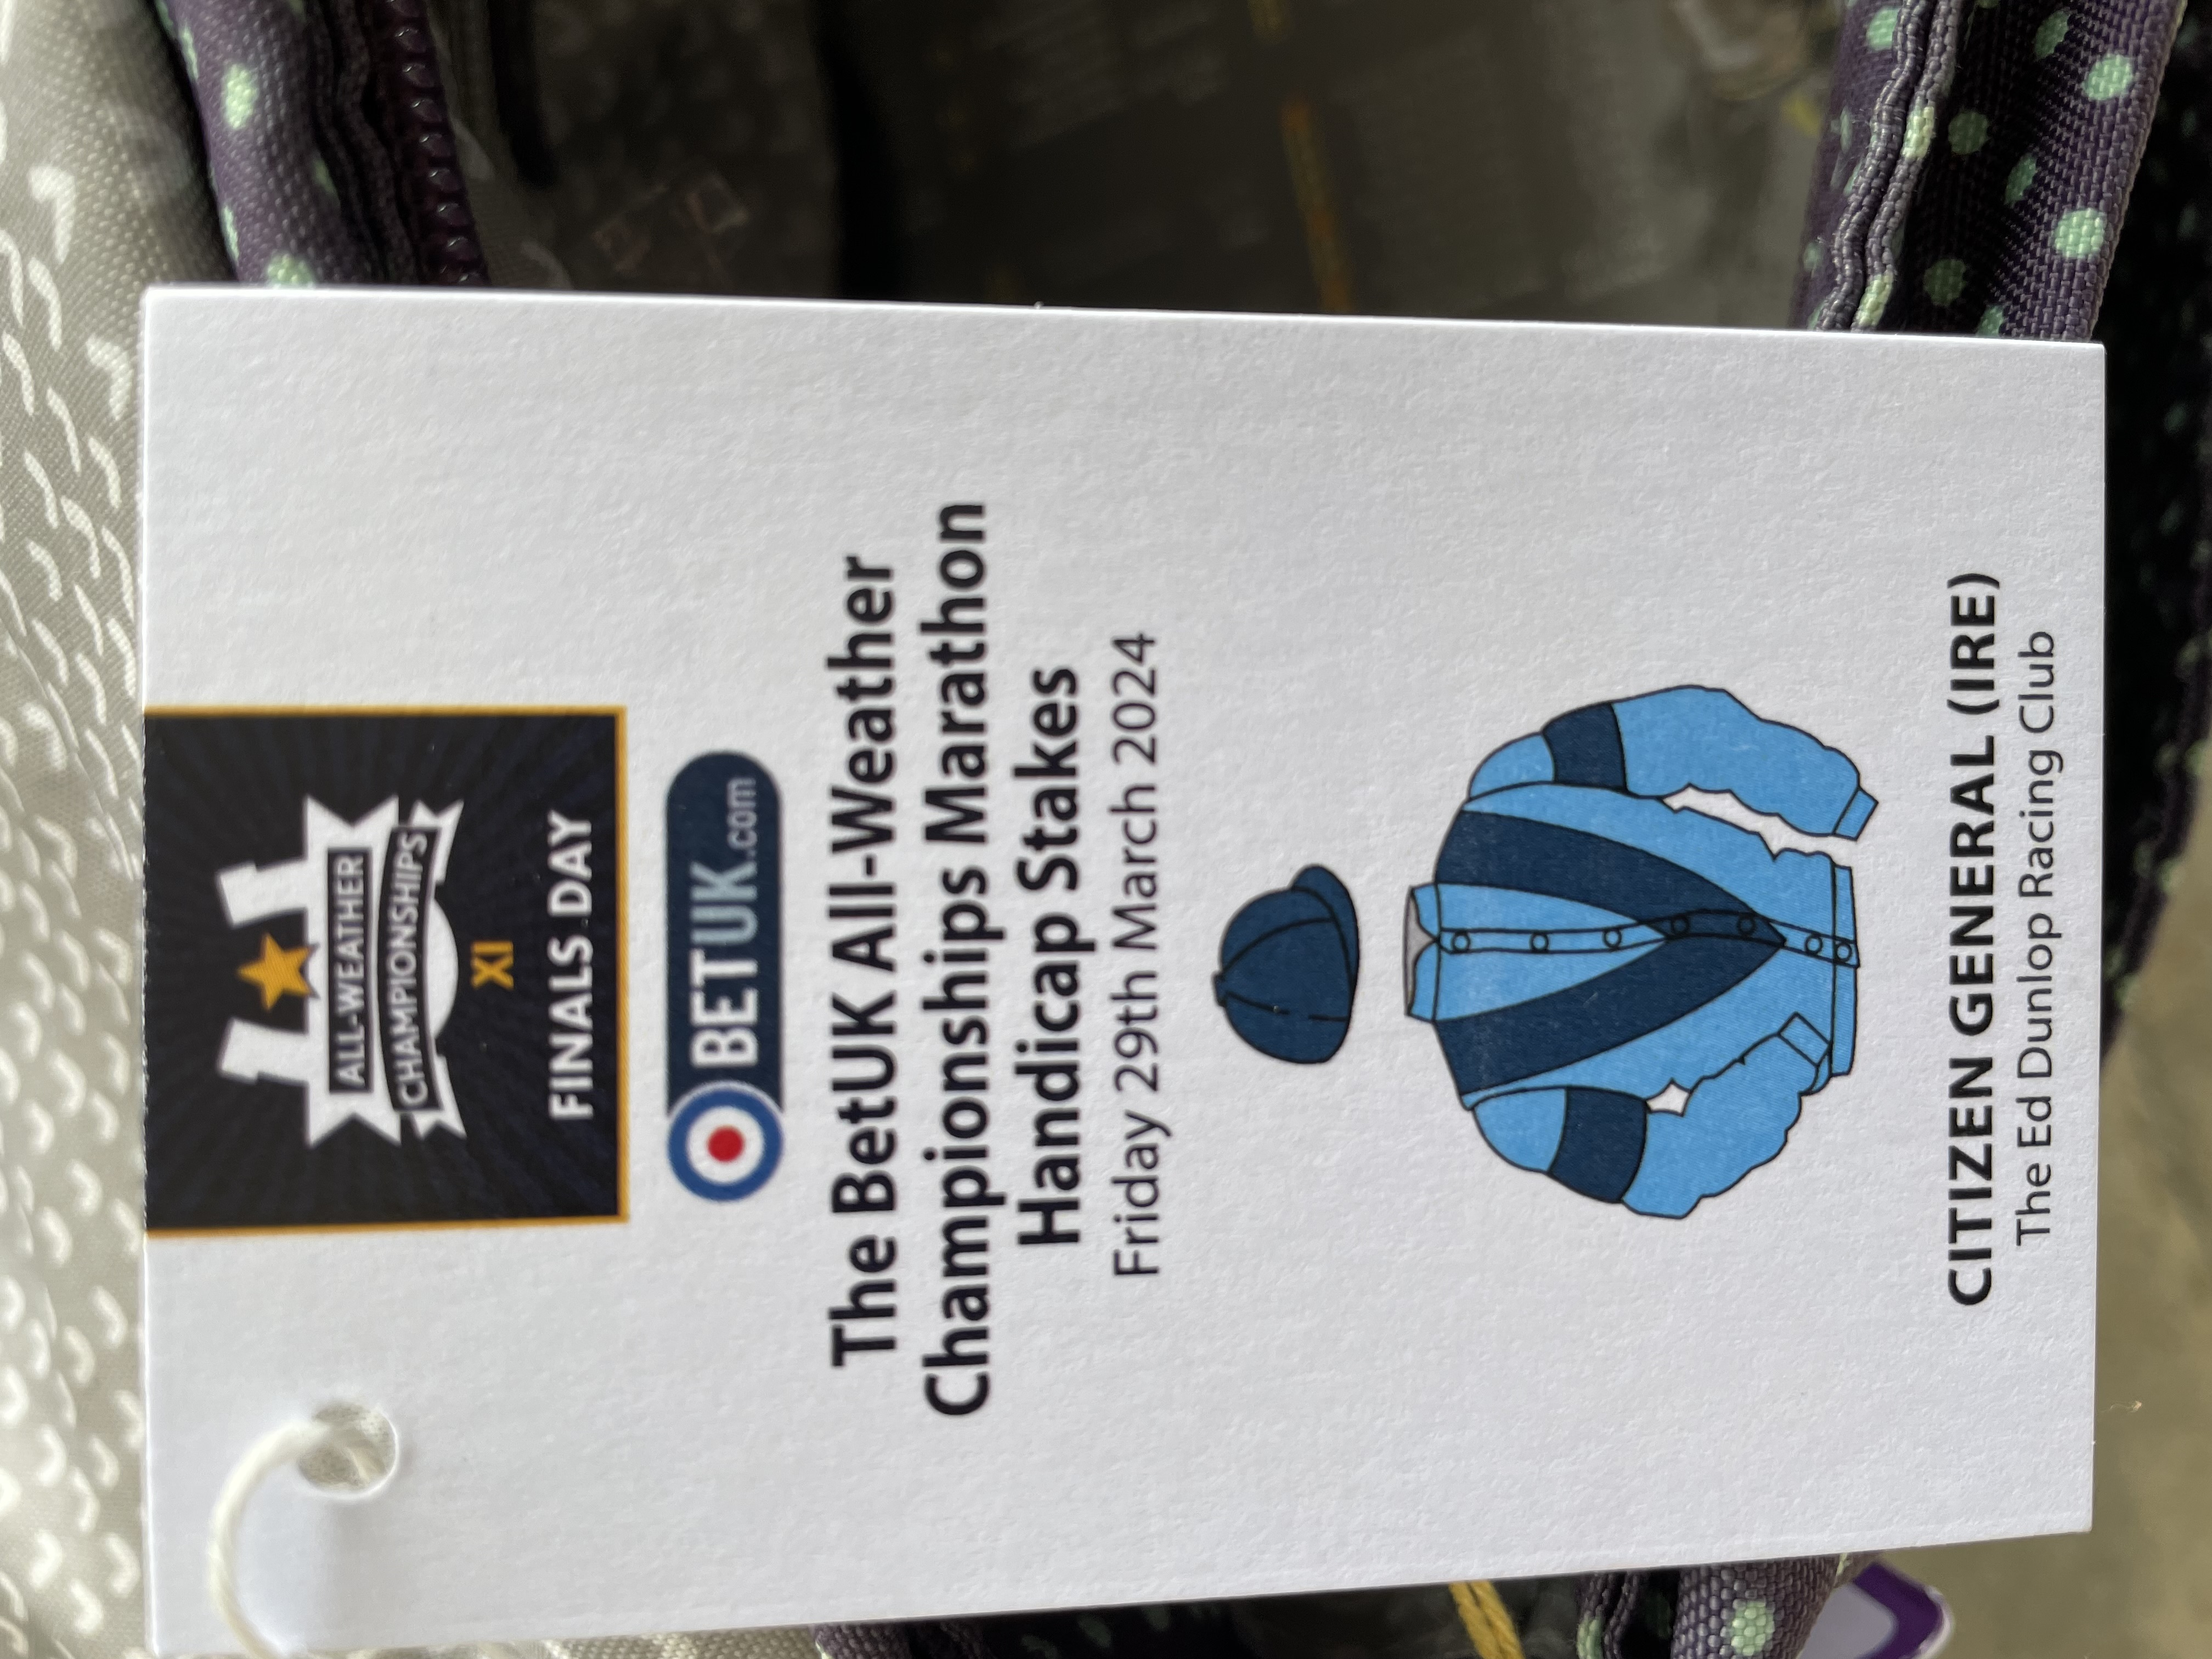 ALL-WEATHER
CHAMPIONSHIPS
XI
FINALS DAY
BETUK.com
The BetUK All-Weather
Championships Marathon
Handicap Stakes
Friday 29th March 2024
CITIZEN GENERAL (IRE)
The Ed Dunlop Racing Club